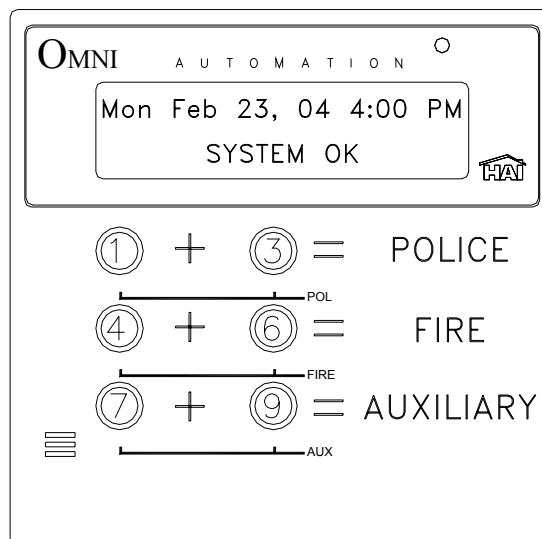 OMNI AUTOMATION
Mon Feb 23, 04 4:00 PM
SYSTEM OK
HAI
1 + 3 = POLICE
POL
4 + 6 = FIRE
FIRE
7 + 9 = AUXILIARY
AUX